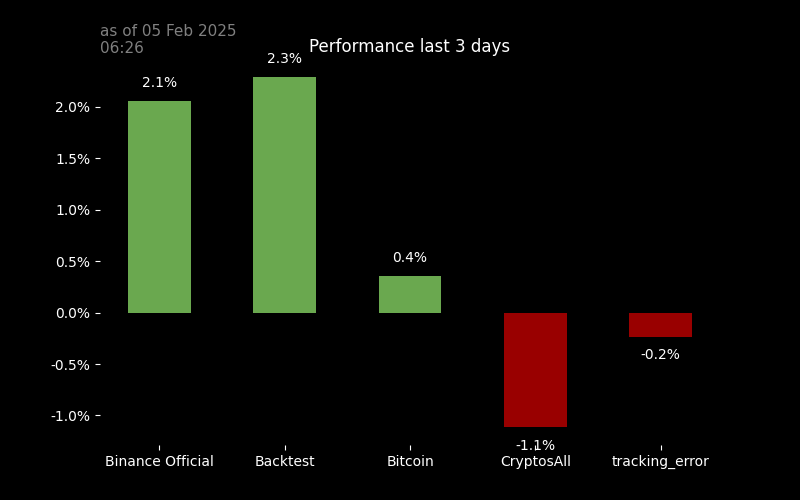 as of 05 Feb 2025
06:26
Performance last 3 days
2.1%
2.3%
0.4%
-1.1%
-0.2%
2.0%
1.5%
1.0%
0.5%
0.0%
-0.5%
-1.0%
Binance Official
Backtest
Bitcoin
CryptosAll
tracking_error